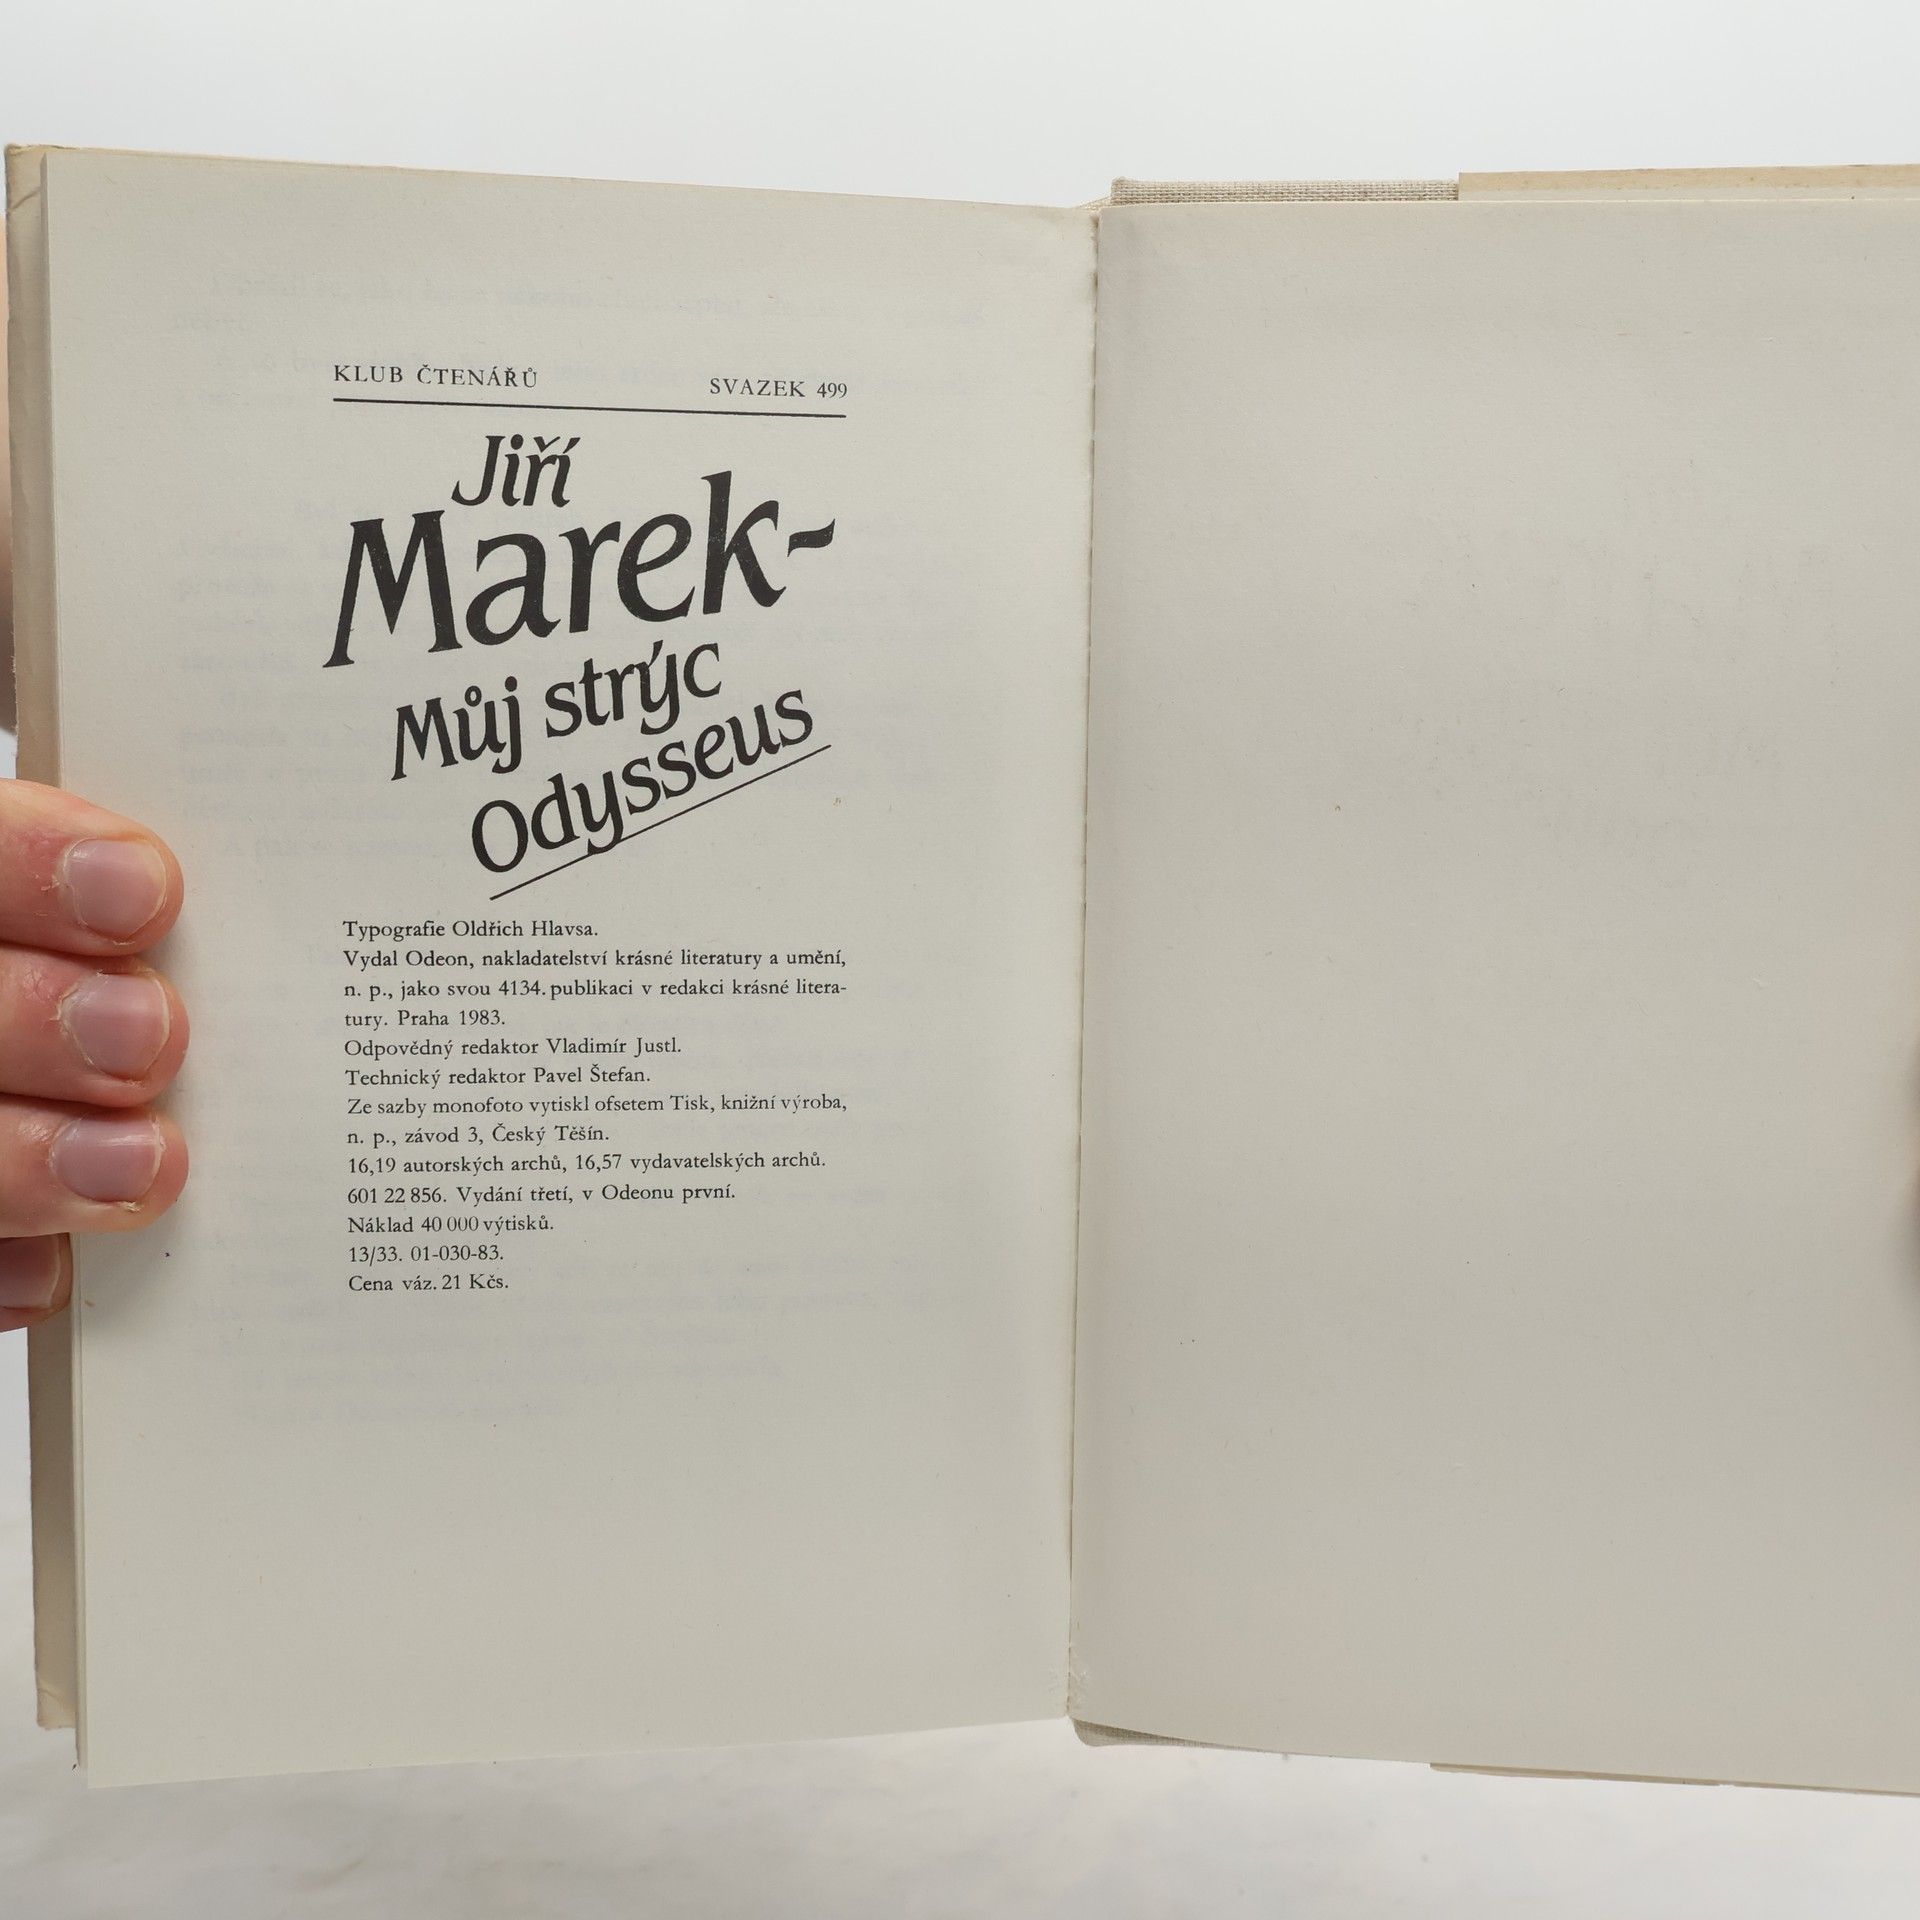 KLUB ČTENÁŘŮ SVAZEK 499
Jiří
Marek-
Můj strýc
Odysseus
Typografie Oldřich Hlavsa.
Vydal Odeon, nakladatelství krásné literatury a umění,
n. p., jako svou 4134. publikaci v redakci krásné litera-
tury. Praha 1983.
Odpovědný redaktor Vladimír Justl.
Technický redaktor Pavel Štefan.
Ze sazby monofoto vytiskl ofsetem Tisk, knižní výroba,
n. p., závod 3, Český Těšín.
16,19 autorských archů, 16,57 vydavatelských archů.
601 22 856. Vydání třetí, v Odeonu první.
Náklad 40 000 výtisků.
13/33. 01-030-83.
Cena váz. 21 Kčs.